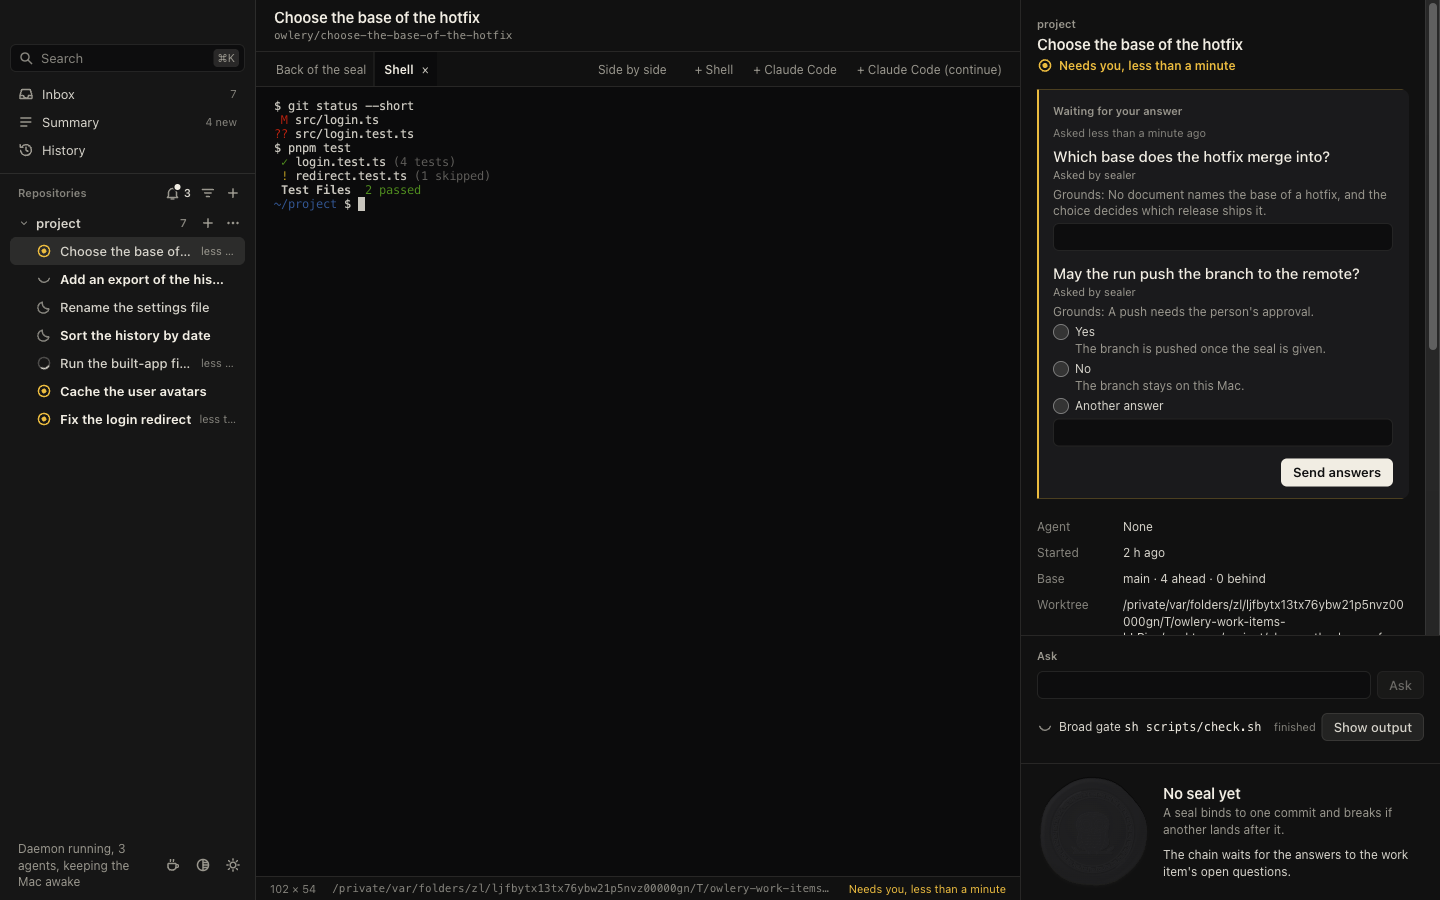 Search
⌘K
Inbox
7
Summary
4 new
History
Repositories
3
project
7
Choose the base of...
less ...
Add an export of the his...
Rename the settings file
Sort the history by date
Run the built-app fi...
less ...
Cache the user avatars
Fix the login redirect
less t...
Daemon running, 3
agents, keeping the
Mac awake
Choose the base of the hotfix
owlery/choose-the-base-of-the-hotfix
Back of the seal
Shell ×
Side by side
+ Shell
+ Claude Code
+ Claude Code (continue)
$ git status --short
M src/login.ts
?? src/login.test.ts
$ pnpm test
✓ login.test.ts (4 tests)
! redirect.test.ts (1 skipped)
Test Files 2 passed
~/project $
102 × 54
/private/var/folders/zl/ljfbytx13tx76ybw21p5nvz00000gn/T/owlery-work-items…
Needs you, less than a minute
project
Choose the base of the hotfix
Needs you, less than a minute
Waiting for your answer
Asked less than a minute ago
Which base does the hotfix merge into?
Asked by sealer
Grounds: No document names the base of a hotfix, and the
choice decides which release ships it.
May the run push the branch to the remote?
Asked by sealer
Grounds: A push needs the person's approval.
Yes
The branch is pushed once the seal is given.
No
The branch stays on this Mac.
Another answer
Send answers
Agent
None
Started
2 h ago
Base
main · 4 ahead · 0 behind
Worktree
/private/var/folders/zl/ljfbytx13tx76ybw21p5nvz00
000gn/T/owlery-work-items-
Ask
Ask
Broad gate sh scripts/check.sh
finished
Show output
No seal yet
A seal binds to one commit and breaks if
another lands after it.
The chain waits for the answers to the work
item's open questions.